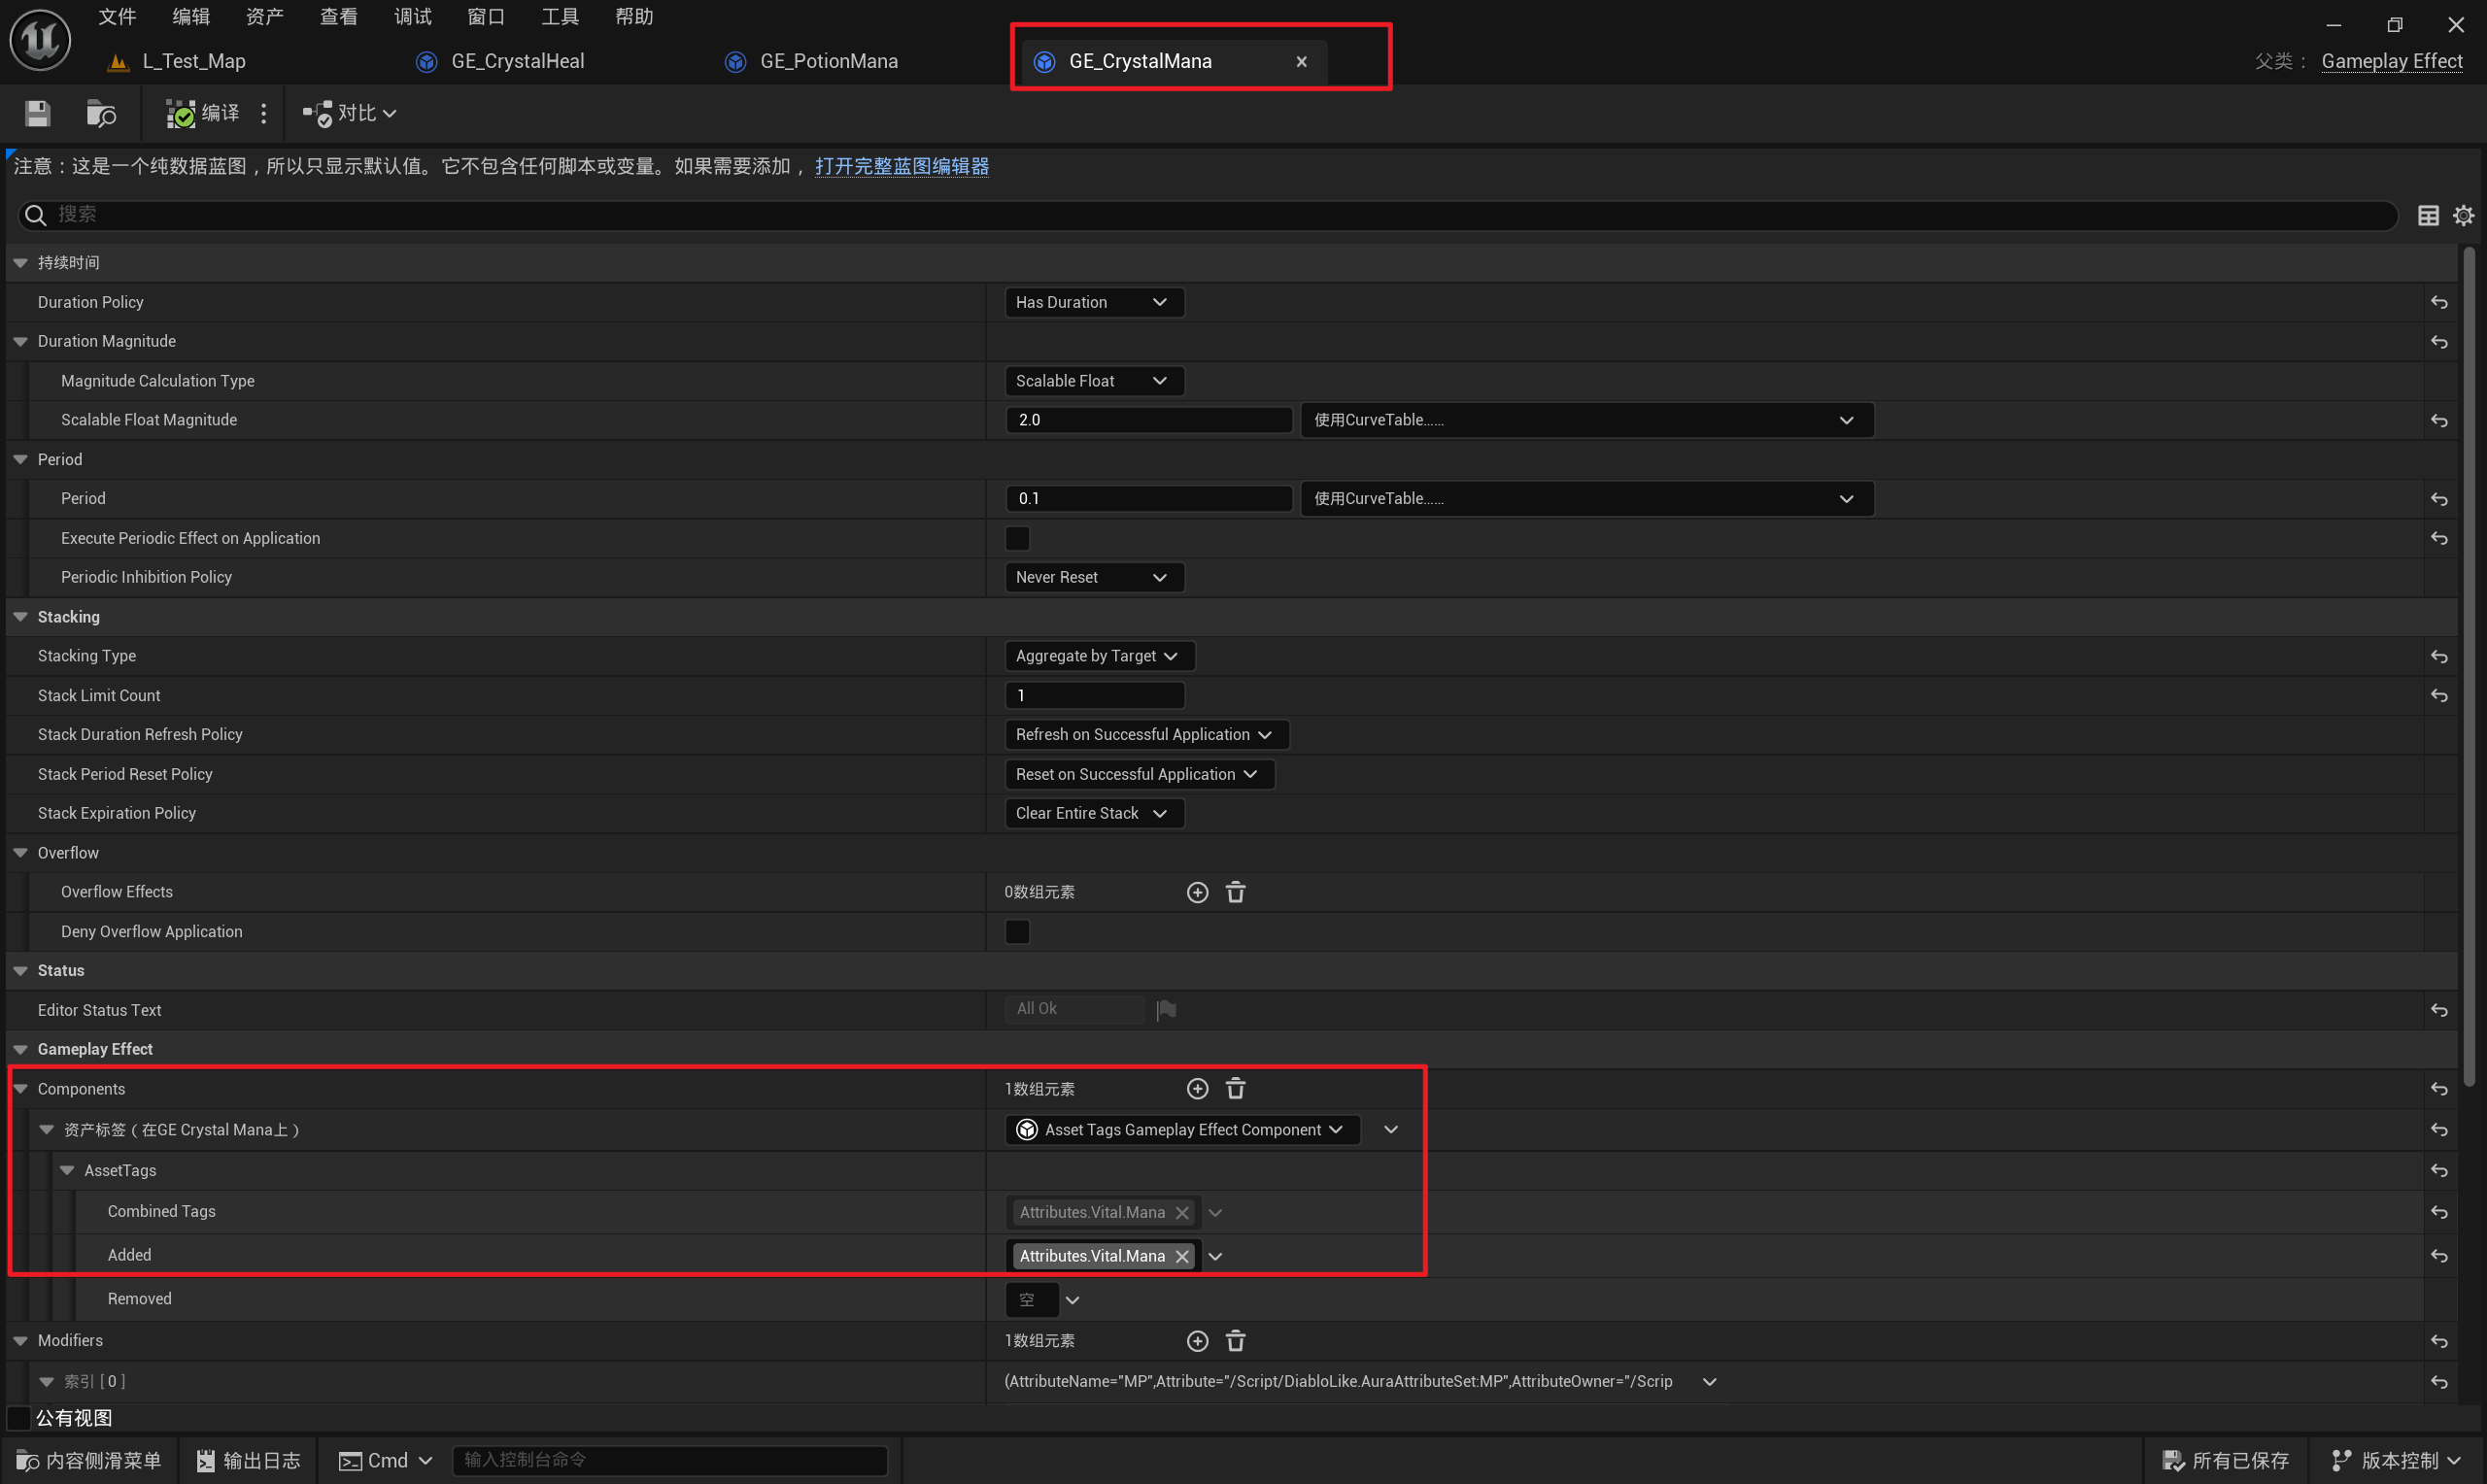 文件 编辑 资产 查看 调试 窗口 工具 帮助
L_Test_Map GE_CrystalHeal GE_PotionMana GE_CrystalMana 父类： Gameplay Effect
编译 对比
注意：这是一个纯数据蓝图，所以只显示默认值。它不包含任何脚本或变量。如果需要添加，打开完整蓝图编辑器
搜索
持续时间
Duration Policy Has Duration
Duration Magnitude
Magnitude Calculation Type Scalable Float
Scalable Float Magnitude 2.0 使用CurveTable......
Period
Period 0.1 使用CurveTable......
Execute Periodic Effect on Application
Periodic Inhibition Policy Never Reset
Stacking
Stacking Type Aggregate by Target
Stack Limit Count 1
Stack Duration Refresh Policy Refresh on Successful Application
Stack Period Reset Policy Reset on Successful Application
Stack Expiration Policy Clear Entire Stack
Overflow
Overflow Effects 0数组元素
Deny Overflow Application
Status
Editor Status Text All Ok
Gameplay Effect
Components 1数组元素
资产标签（在GE Crystal Mana上） Asset Tags Gameplay Effect Component
AssetTags
Combined Tags Attributes.Vital.Mana
Added Attributes.Vital.Mana
Removed 空
Modifiers 1数组元素
索引 [ 0 ] (AttributeName="MP",Attribute="/Script/DiabloLike.AuraAttributeSet:MP",AttributeOwner="/Scrip
公有视图
内容侧滑菜单 输出日志 Cmd 输入控制台命令 所有已保存 版本控制